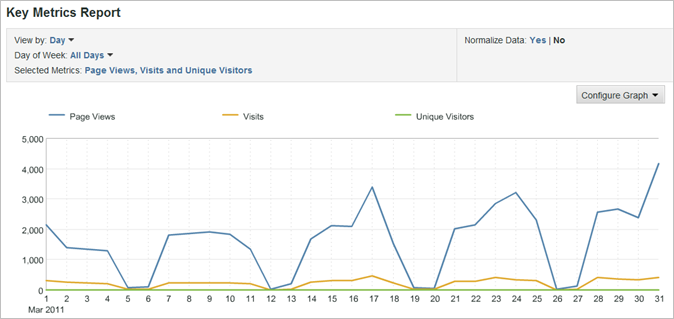 Key Metrics Report
View by: Day
Day of Week: All Days
Selected Metrics: Page Views, Visits and Unique Visitors
Normalize Data: Yes | No
Configure Graph
Page Views Visits Unique Visitors
5,000
4,000
3,000
2,000
1,000
0
1 2 3 4 5 6 7 8 9 10 11 12 13 14 15 16 17 18 19 20 21 22 23 24 25 26 27 28 29 30 31
Mar 2011